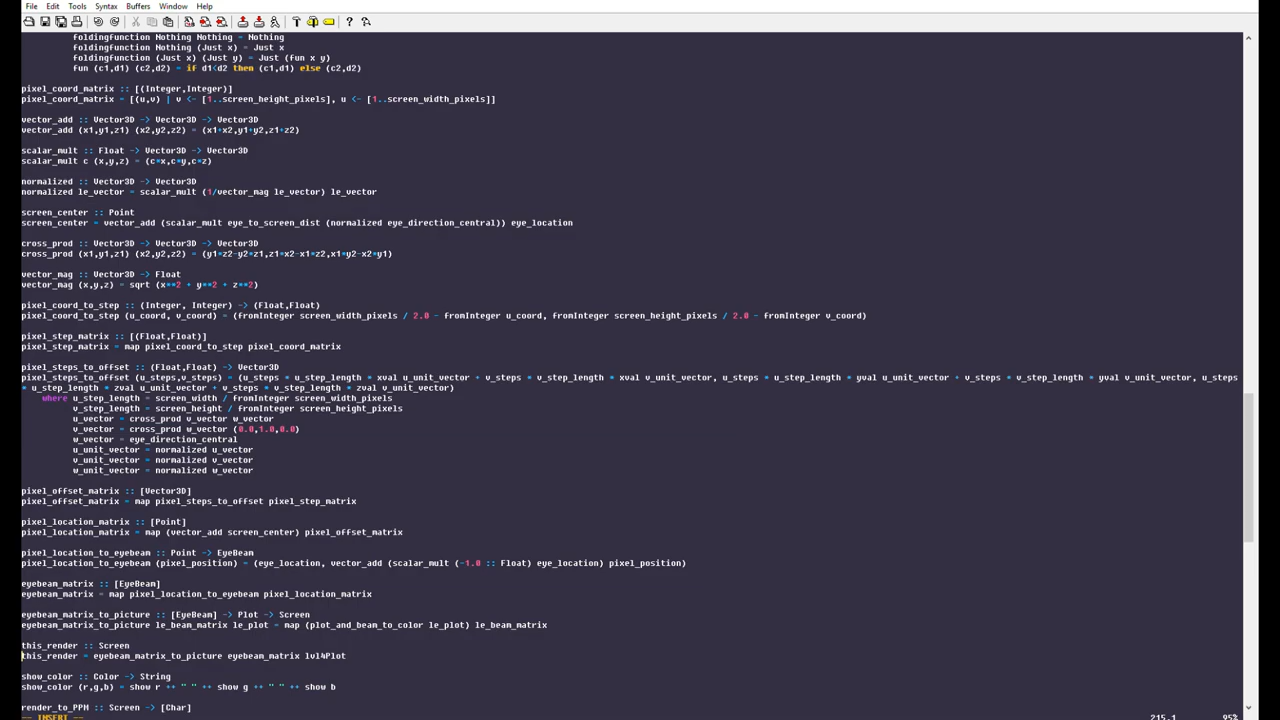 File Edit Tools Syntax Buffers Window Help
foldingfunction Nothing Nothing = Nothing
foldingfunction Nothing (Just x) = Just x
foldingfunction (Just x) (Just y) = Just (fun x y)
fun (c1,d1) (c2,d2) = if d1<d2 then (c1,d1) else (c2,d2)
pixel_coord_matrix :: [(Integer,Integer)]
pixel_coord_matrix = [(u,v) | v <- [1..screen_height_pixels], u <- [1..screen_width_pixels]]
vector_add :: Vector3D -> Vector3D -> Vector3D
vector_add (x1,y1,z1) (x2,y2,z2) = (x1+x2,y1+y2,z1+z2)
scalar_mult :: Float -> Vector3D -> Vector3D
scalar_mult c (x,y,z) = (c*x,c*y,c*z)
normalized :: Vector3D -> Vector3D
normalized le_vector = scalar_mult (1/vector_mag le_vector) le_vector
screen_center :: Point
screen_center = vector_add (scalar_mult eye_to_screen_dist (normalized eye_direction_central)) eye_location
cross_prod :: Vector3D -> Vector3D -> Vector3D
cross_prod (x1,y1,z1) (x2,y2,z2) = (y1*z2-y2*z1,z1*x2-x1*z2,x1*y2-x2*y1)
vector_mag :: Vector3D -> Float
vector_mag (x,y,z) = sqrt (x**2 + y**2 + z**2)
pixel_coord_to_step :: (Integer, Integer) -> (Float,Float)
pixel_coord_to_step (u_coord, v_coord) = (fromInteger screen_width_pixels / 2.0 - fromInteger u_coord, fromInteger screen_height_pixels / 2.0 - fromInteger v_coord)
pixel_step_matrix :: [(Float,Float)]
pixel_step_matrix = map pixel_coord_to_step pixel_coord_matrix
pixel_steps_to_offset :: (Float,Float) -> Vector3D
pixel_steps_to_offset (u_steps,v_steps) = (u_steps * u_step_length * xval u_unit_vector + v_steps * v_step_length * xval v_unit_vector, u_steps * u_step_length * yval u_unit_vector + v_steps * v_step_length * yval v_unit_vector, u_steps
* u_step_length * zval u_unit_vector + v_steps * v_step_length * zval v_unit_vector)
where u_step_length = screen_width / fromInteger screen_width_pixels
v_step_length = screen_height / fromInteger screen_height_pixels
u_vector = cross_prod v_vector w_vector
v_vector = cross_prod w_vector (0.0,1.0,0.0)
w_vector = eye_direction_central
u_unit_vector = normalized u_vector
v_unit_vector = normalized v_vector
w_unit_vector = normalized w_vector
pixel_offset_matrix :: [Vector3D]
pixel_offset_matrix = map pixel_steps_to_offset pixel_step_matrix
pixel_location_matrix :: [Point]
pixel_location_matrix = map (vector_add screen_center) pixel_offset_matrix
pixel_location_to_eyebeam :: Point -> EyeBeam
pixel_location_to_eyebeam (pixel_position) = (eye_location, vector_add (scalar_mult (-1.0 :: Float) eye_location) pixel_position)
eyebeam_matrix :: [EyeBeam]
eyebeam_matrix = map pixel_location_to_eyebeam pixel_location_matrix
eyebeam_matrix_to_picture :: [EyeBeam] -> Plot -> Screen
eyebeam_matrix_to_picture le_beam_matrix le_plot = map (plot_and_beam_to_color le_plot) le_beam_matrix
this_render :: Screen
this_render = eyebeam_matrix_to_picture eyebeam_matrix lvl4Plot
show_color :: Color -> String
show_color (r,g,b) = show r ++ " " ++ show g ++ " " ++ show b
render_to_PPM :: Screen -> [Char]
-- INSERT -- 215,1 95%